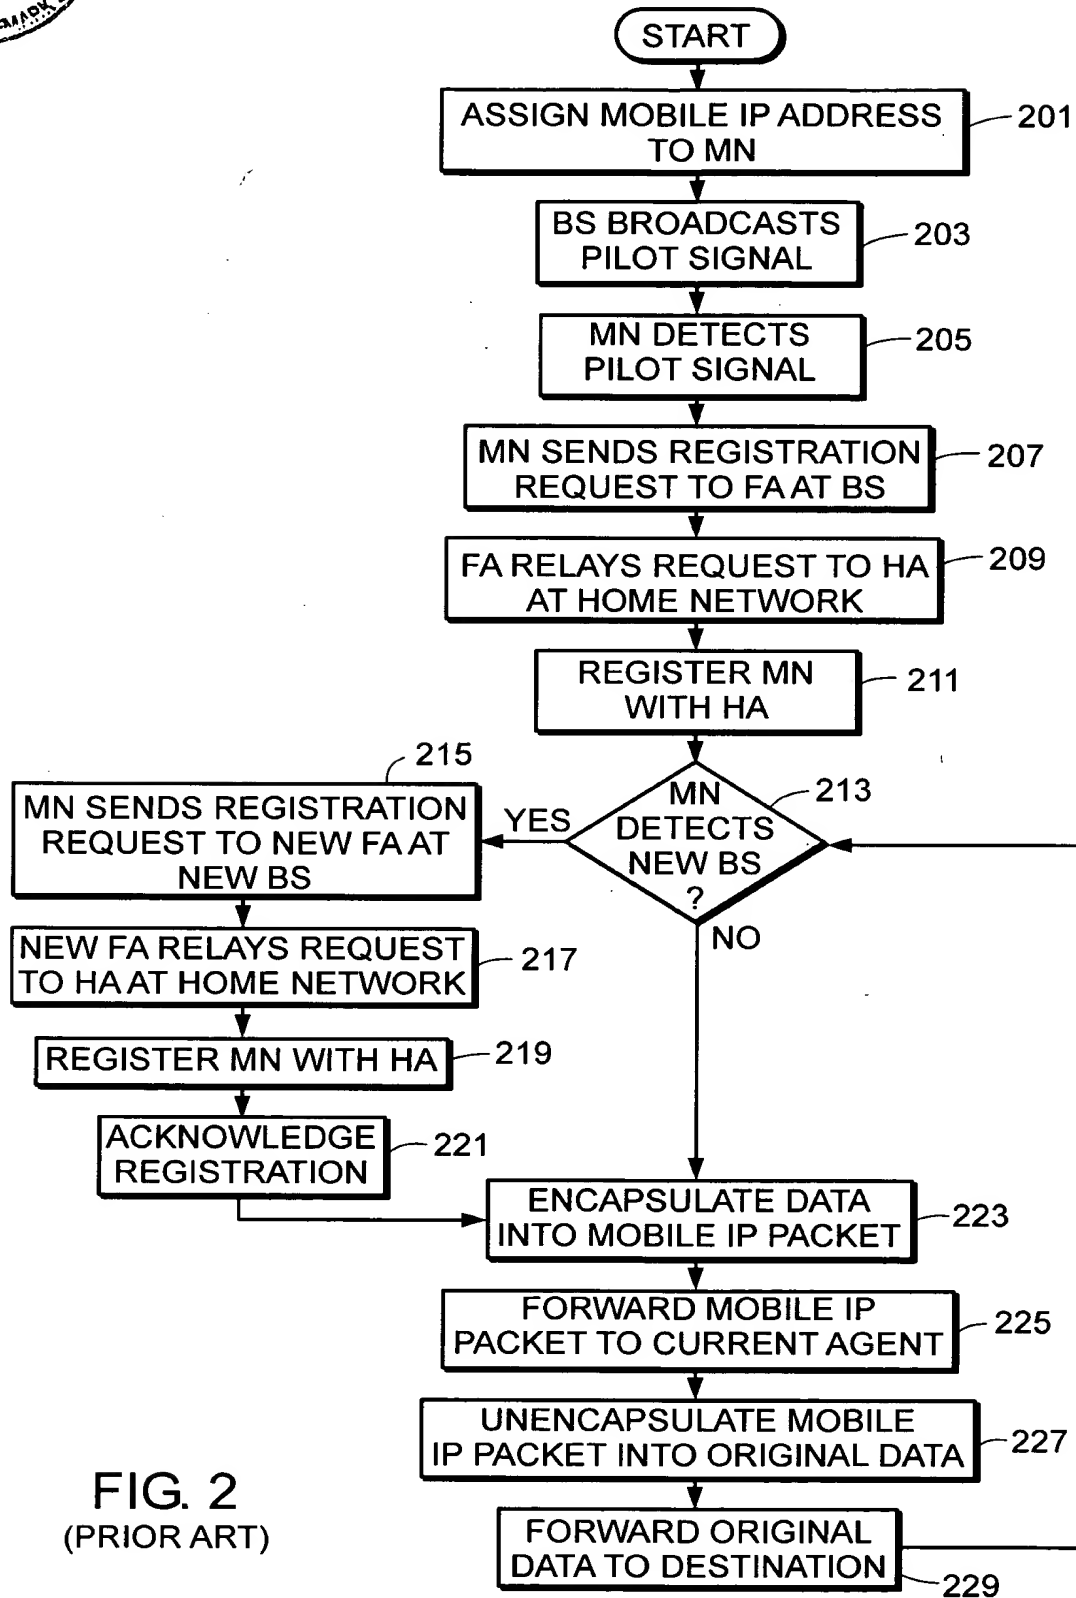 START
ASSIGN MOBILE IP ADDRESS
TO MN
201
BS BROADCASTS
PILOT SIGNAL
203
MN DETECTS
PILOT SIGNAL
205
MN SENDS REGISTRATION
REQUEST TO FA AT BS
207
FA RELAYS REQUEST TO HA
AT HOME NETWORK
209
REGISTER MN
WITH HA
211
MN
DETECTS
NEW BS
?
213
YES
NO
215
MN SENDS REGISTRATION
REQUEST TO NEW FA AT
NEW BS
NEW FA RELAYS REQUEST
TO HA AT HOME NETWORK
217
REGISTER MN WITH HA
219
ACKNOWLEDGE
REGISTRATION
221
ENCAPSULATE DATA
INTO MOBILE IP PACKET
223
FORWARD MOBILE IP
PACKET TO CURRENT AGENT
225
UNENCAPSULATE MOBILE
IP PACKET INTO ORIGINAL DATA
227
FORWARD ORIGINAL
DATA TO DESTINATION
229
FIG. 2
(PRIOR ART)